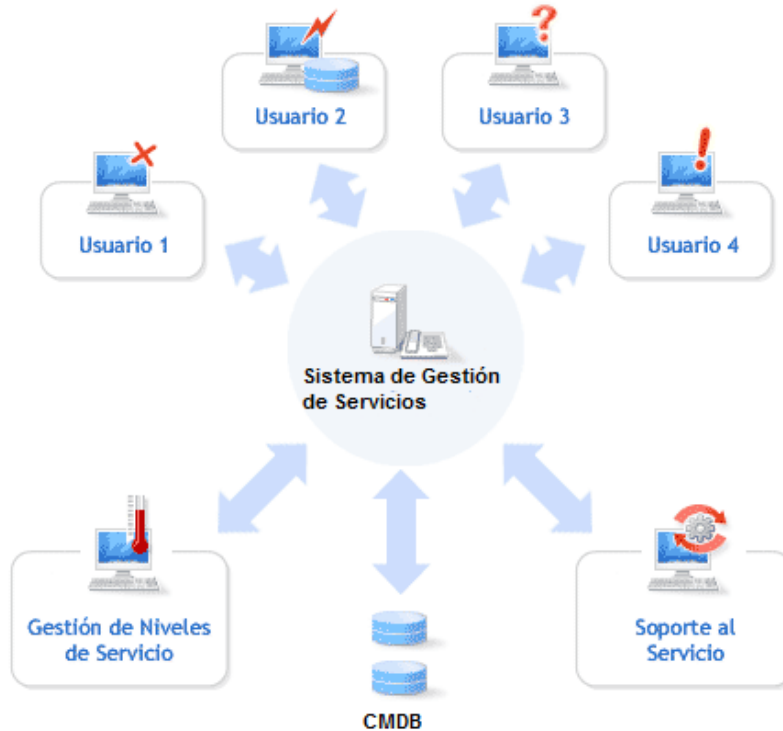 Usuario 2
Usuario 3
Usuario 1
Usuario 4
Sistema de Gestión
de Servicios
Gestión de Niveles
de Servicio
Soporte al
Servicio
CMDB